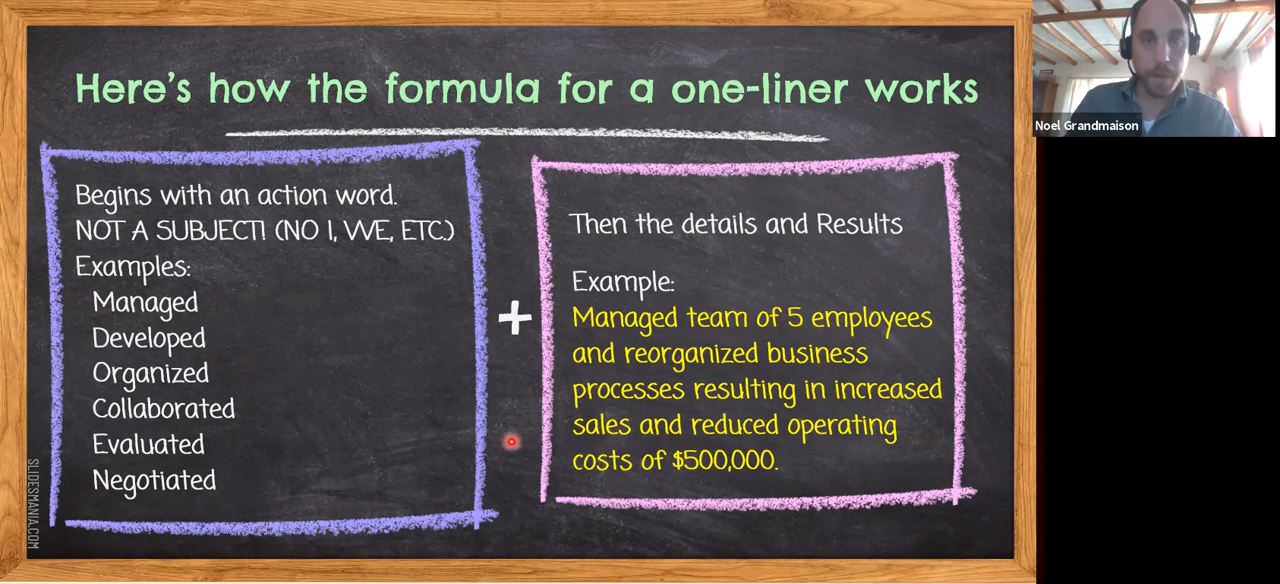 Here's how the formula for a one-liner works
Begins with an action word.
NOT A SUBJECT! (NO I, WE, ETC.)
Examples:
Managed
Developed
Organized
Collaborated
Evaluated
Negotiated
+
Then the details and Results
Example:
Managed team of 5 employees
and reorganized business
processes resulting in increased
sales and reduced operating
costs of $500,000.
SLIDESMANIA.COM
Noel Grandmaison